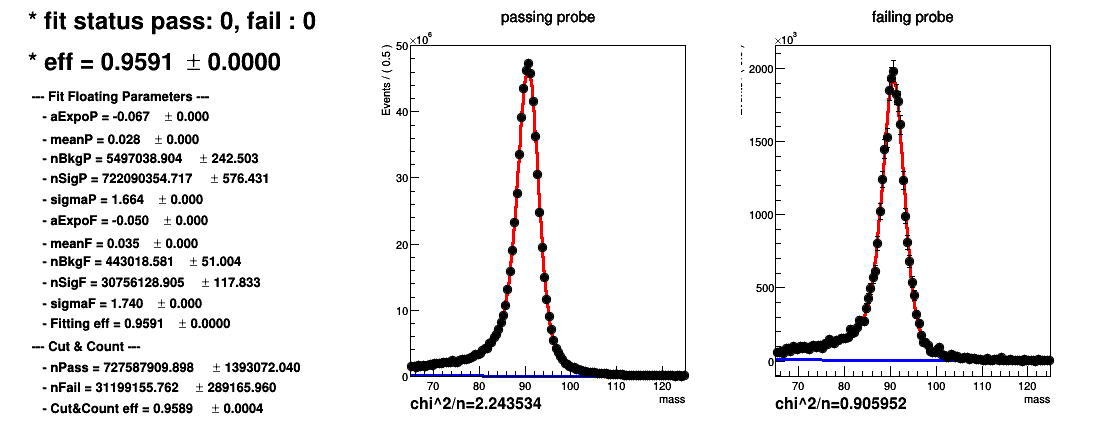 * fit status pass: 0, fail : 0
* eff = 0.9591 ± 0.0000
--- Fit Floating Parameters ---
- aExpoP = -0.067 ± 0.000
- meanP = 0.028 ± 0.000
- nBkgP = 5497038.904 ± 242.503
- nSigP = 722090354.717 ± 576.431
- sigmaP = 1.664 ± 0.000
- aExpoF = -0.050 ± 0.000
- meanF = 0.035 ± 0.000
- nBkgF = 443018.581 ± 51.004
- nSigF = 30756128.905 ± 117.833
- sigmaF = 1.740 ± 0.000
- Fitting eff = 0.9591 ± 0.0000
--- Cut & Count ---
- nPass = 727587909.898 ± 1393072.040
- nFail = 31199155.762 ± 289165.960
- Cut&Count eff = 0.9589 ± 0.0004
passing probe
×10^6
Events / ( 0.5 )
50
40
30
20
10
0
70 80 90 100 110 120
mass
chi^2/n=2.243534
failing probe
×10^3
2000
1500
1000
500
0
70 80 90 100 110 120
mass
chi^2/n=0.905952